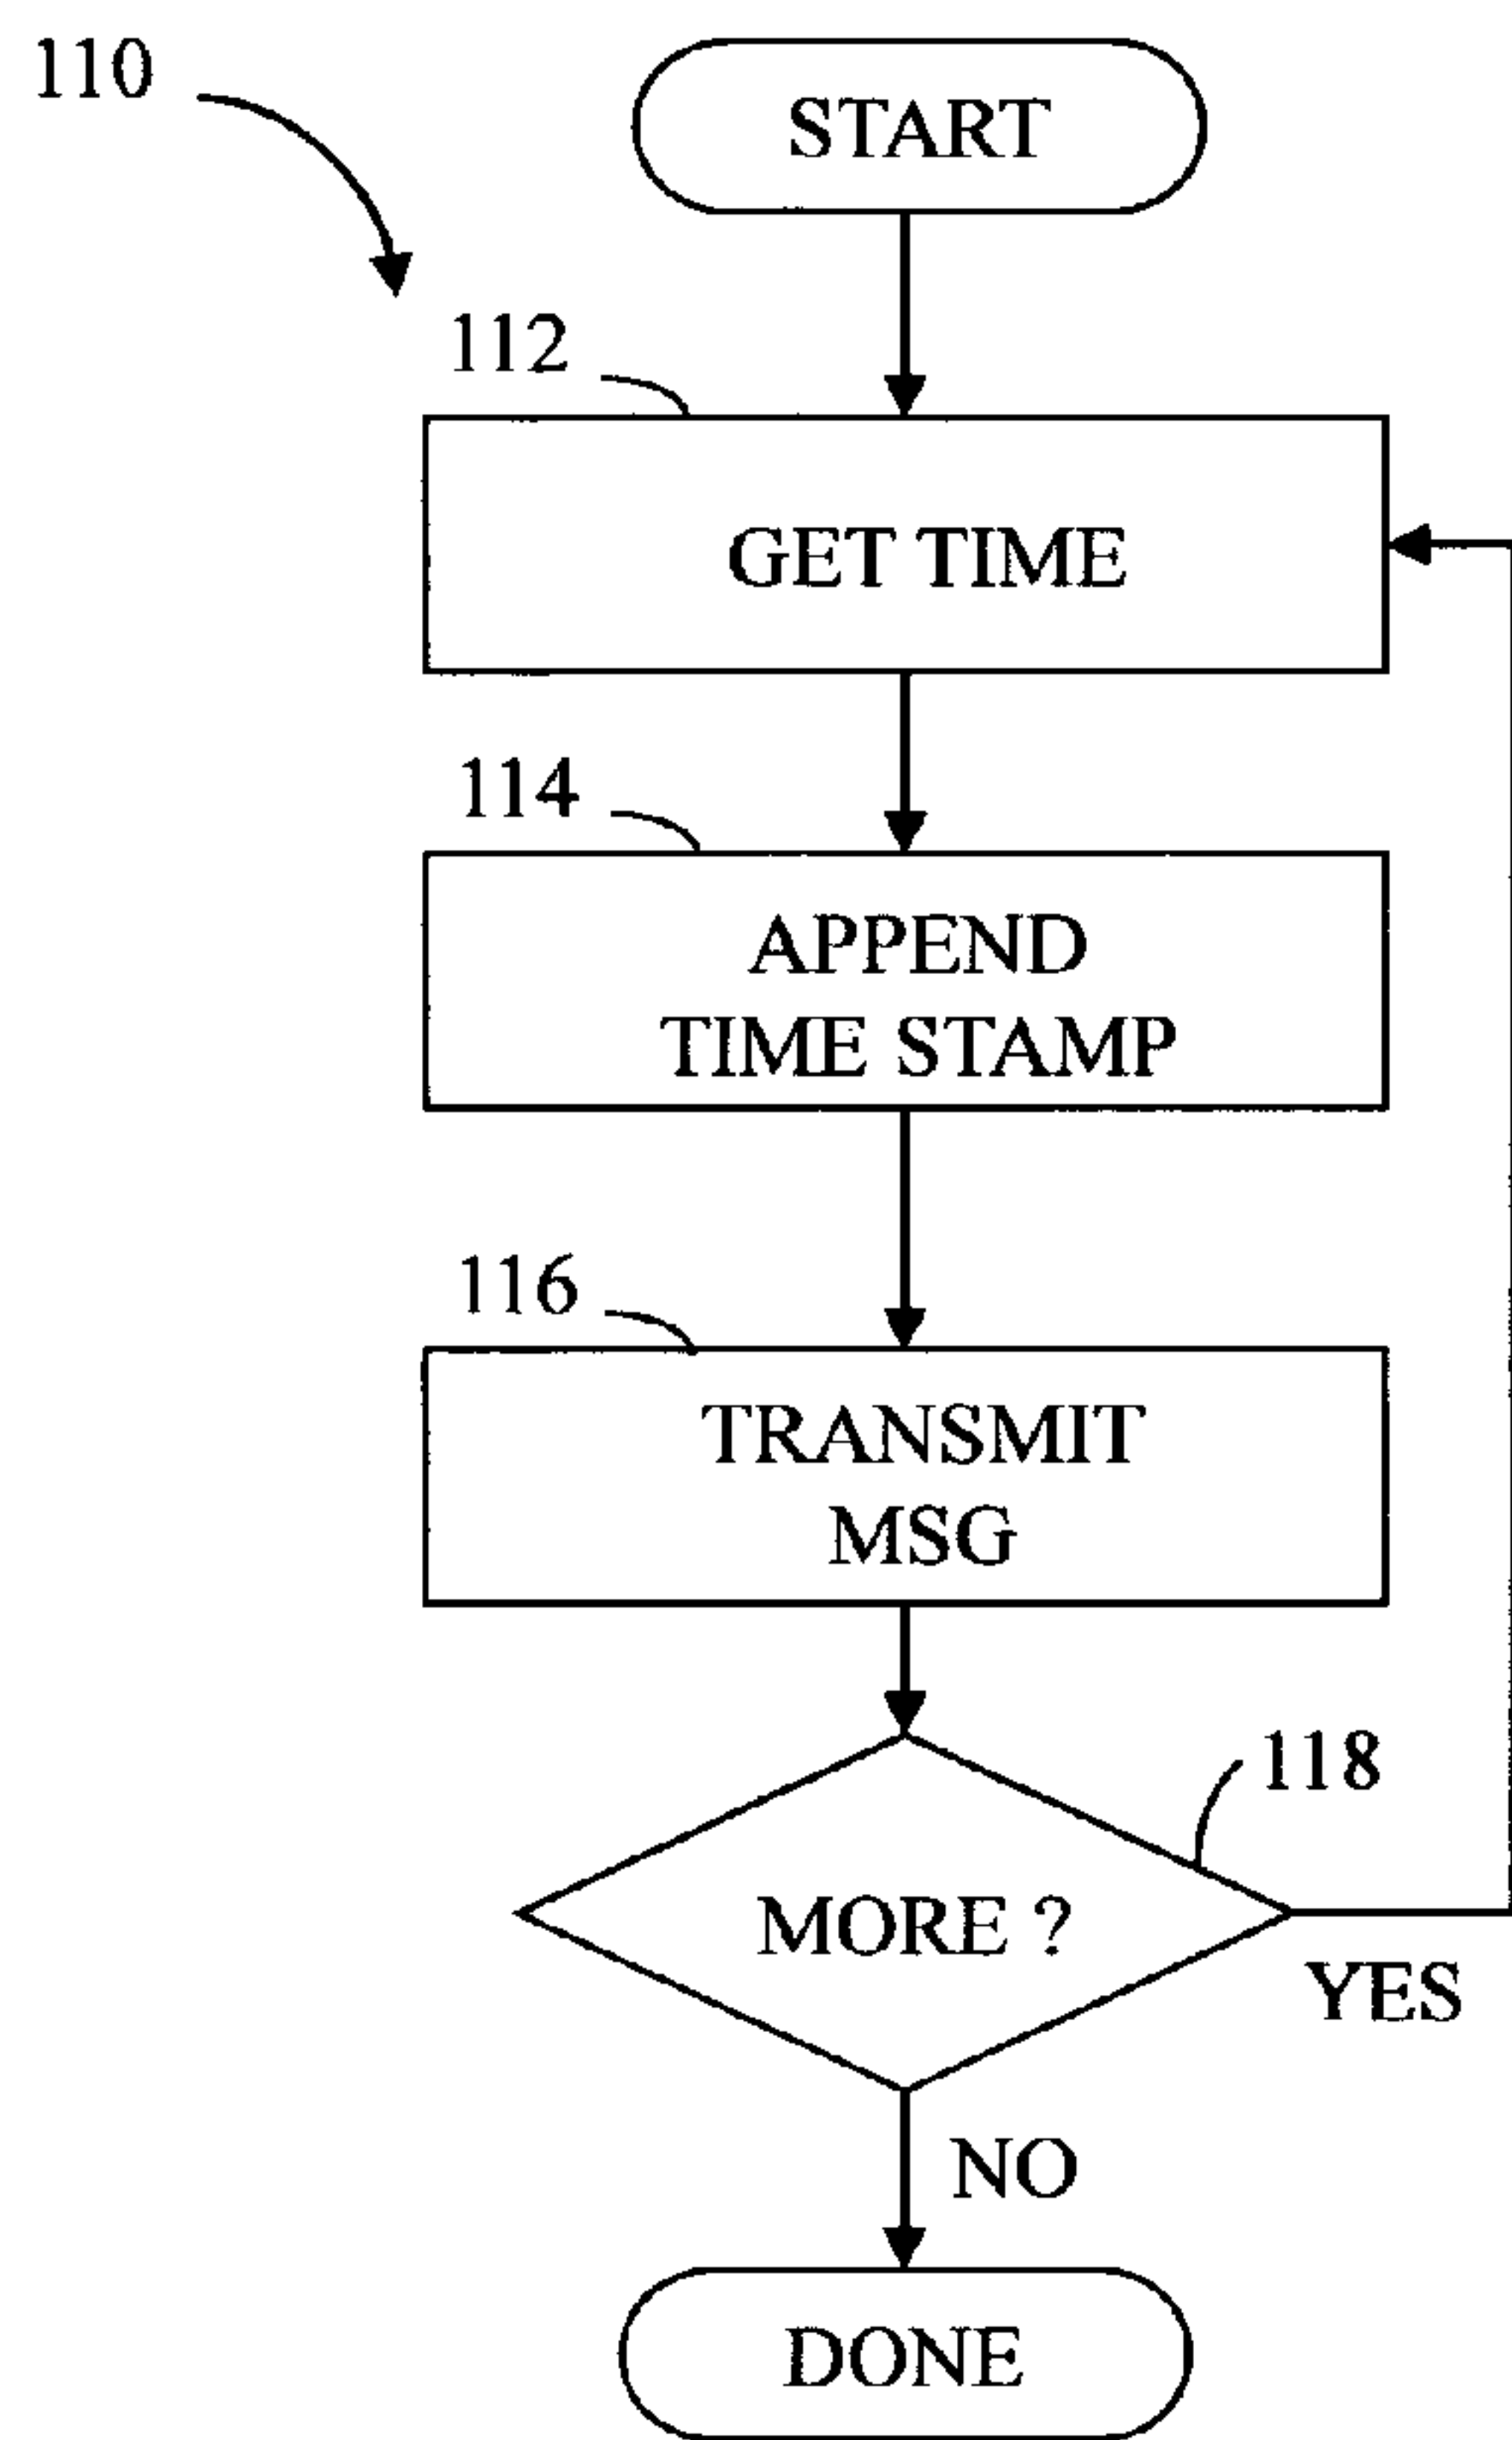 110
START
112
GET TIME
114
APPEND
TIME STAMP
116
TRANSMIT
MSG
118
MORE ?
YES
NO
DONE